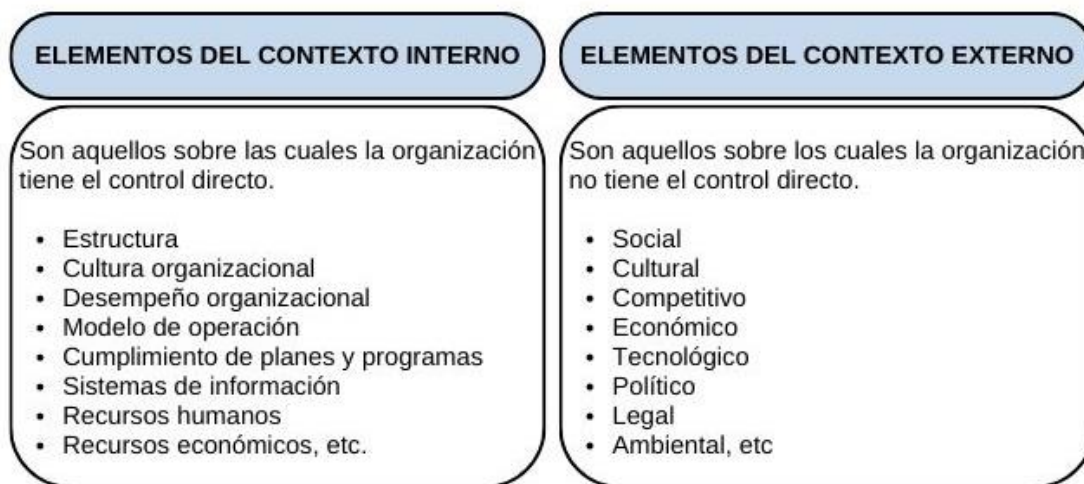 ELEMENTOS DEL CONTEXTO INTERNO
Son aquellos sobre las cuales la organización
tiene el control directo.
• Estructura
• Cultura organizacional
• Desempeño organizacional
• Modelo de operación
• Cumplimiento de planes y programas
• Sistemas de información
• Recursos humanos
• Recursos económicos, etc.
ELEMENTOS DEL CONTEXTO EXTERNO
Son aquellos sobre los cuales la organización
no tiene el control directo.
• Social
• Cultural
• Competitivo
• Económico
• Tecnológico
• Político
• Legal
• Ambiental, etc